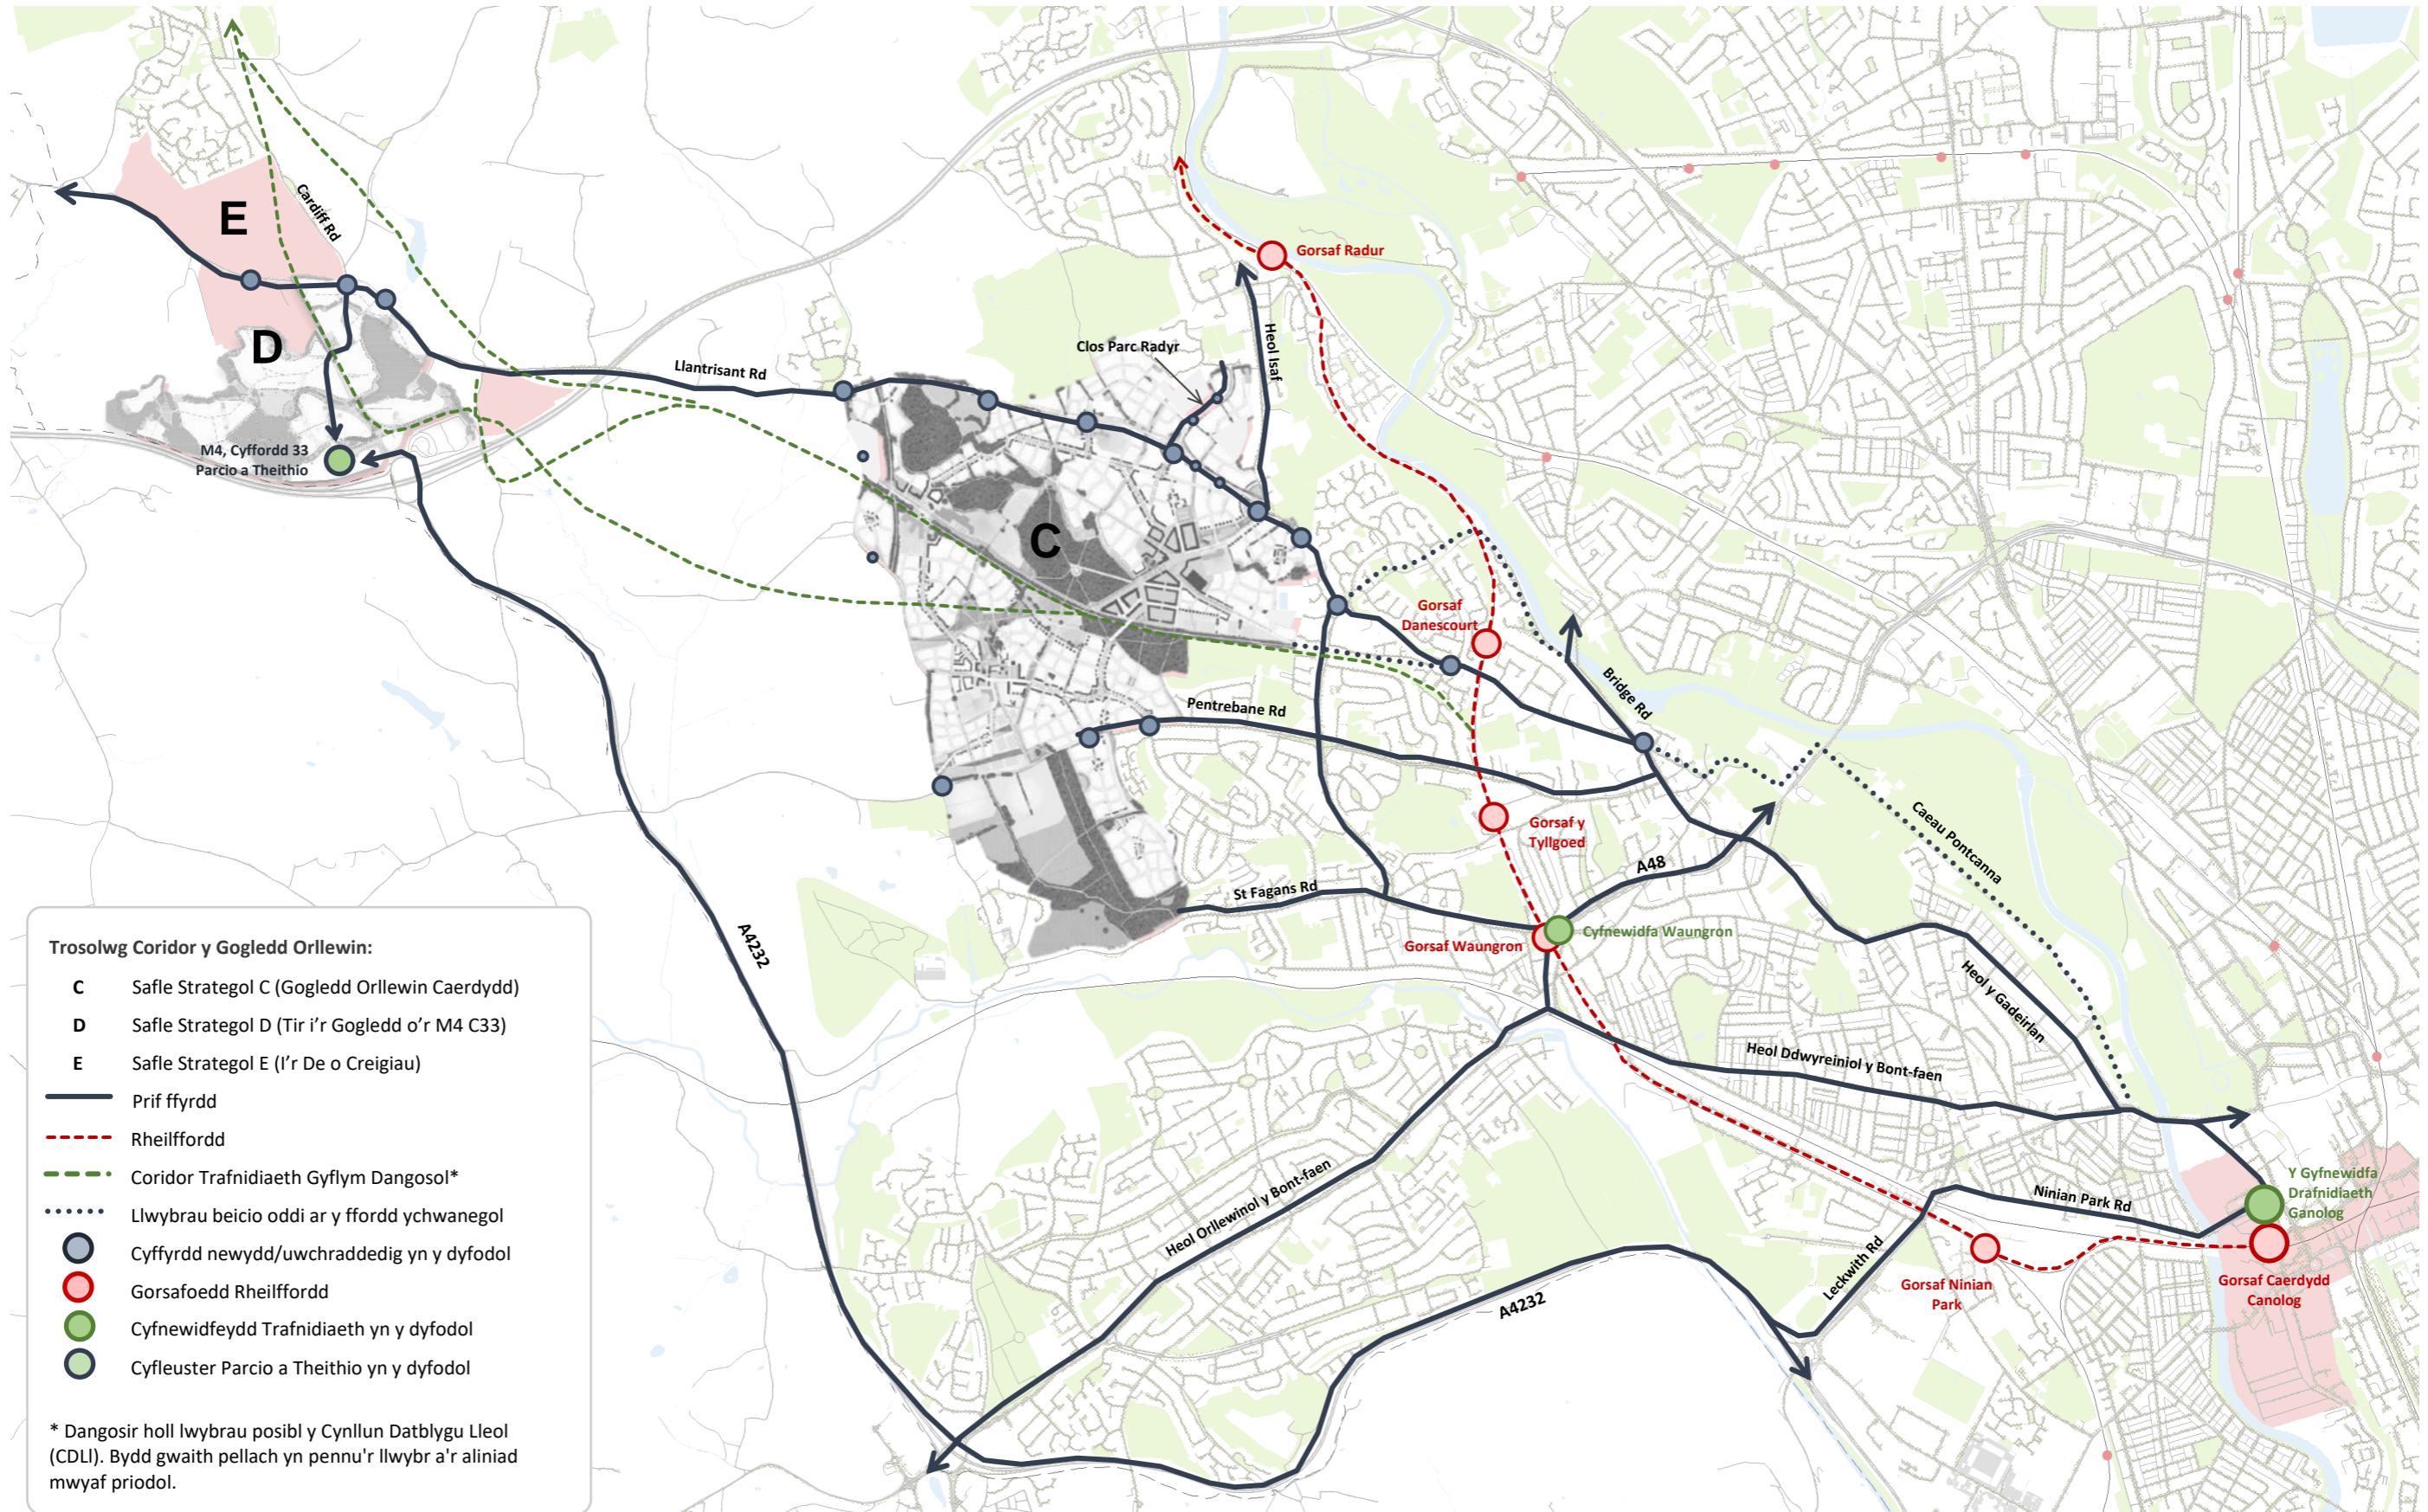 E
Cardiff Rd
D
Llantrisant Rd
M4, Cyffordd 33
Parcio a Theithio
Clos Parc Radyr
Heol Isaf
Gorsaf Radur
C
Gorsaf
Danescourt
Bridge Rd
Pentrebane Rd
Gorsaf y
Tyllgoed
Caeau Pontcanna
A48
St Fagans Rd
Gorsaf Waungron
Cyfnewidfa Waungron
Heol y Gadeirlan
A4232
Heol Ddwyreiniol y Bont-faen
Heol Orllewinol y Bont-faen
Ninian Park Rd
Y Gyfnewidfa
Drafnidiaeth
Ganolog
Leckwith Rd
Gorsaf Ninian
Park
Gorsaf Caerdydd
Canolog
A4232
Trosolwg Coridor y Gogledd Orllewin:
C Safle Strategol C (Gogledd Orllewin Caerdydd)
D Safle Strategol D (Tir i’r Gogledd o’r M4 C33)
E Safle Strategol E (I’r De o Creigiau)
Prif ffyrdd
Rheilffordd
Coridor Trafnidiaeth Gyflym Dangosol*
Llwybrau beicio oddi ar y ffordd ychwanegol
Cyffyrdd newydd/uwchraddedig yn y dyfodol
Gorsafoedd Rheilffordd
Cyfnewidfeydd Trafnidiaeth yn y dyfodol
Cyfleuster Parcio a Theithio yn y dyfodol
* Dangosir holl lwybrau posibl y Cynllun Datblygu Lleol
(CDLl). Bydd gwaith pellach yn pennu'r llwybr a'r aliniad
mwyaf priodol.